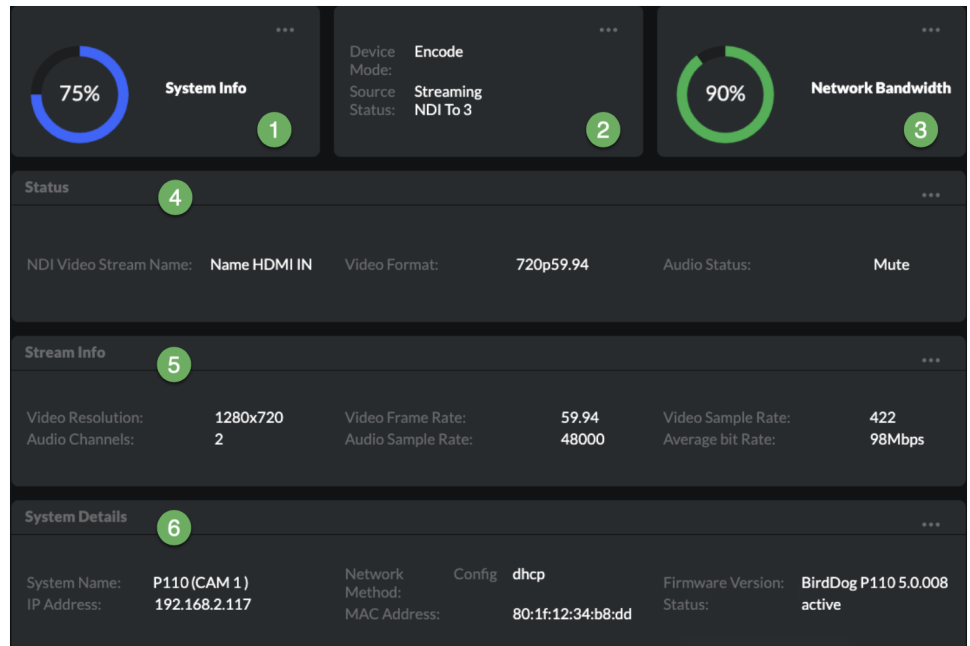 75% System Info
1
Device Mode: Encode
Source Status: Streaming NDI To 3
2
90% Network Bandwidth
3
Status
4
NDI Video Stream Name: Name HDMI IN Video Format: 720p59.94 Audio Status: Mute
Stream Info
5
Video Resolution: 1280x720 Video Frame Rate: 59.94 Video Sample Rate: 422
Audio Channels: 2 Audio Sample Rate: 48000 Average bit Rate: 98Mbps
System Details
6
System Name: P110 (CAM 1) Network Config Method: dhcp Firmware Version: BirdDog P110 5.0.008
IP Address: 192.168.2.117 MAC Address: 80:1f:12:34:b8:dd Status: active